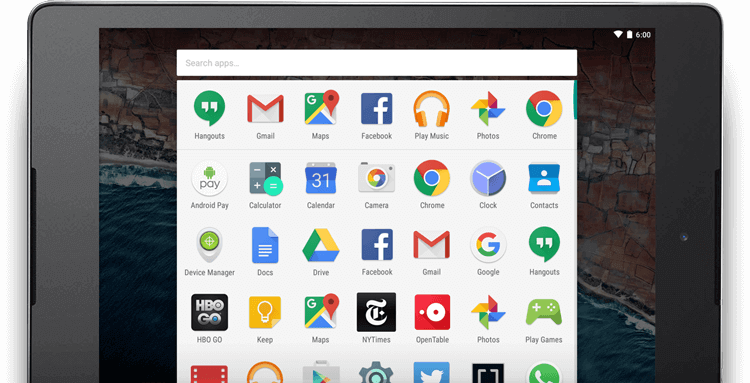 6:00
Search apps...
Hangouts Gmail Maps Facebook Play Music Photos Chrome
pay
31
Android Pay Calculator Calendar Camera Chrome Clock Contacts
Device Manager Docs Drive Facebook Gmail Google Hangouts
HBO
GO
HBO GO Keep Maps NYTimes OpenTable Photos Play Games